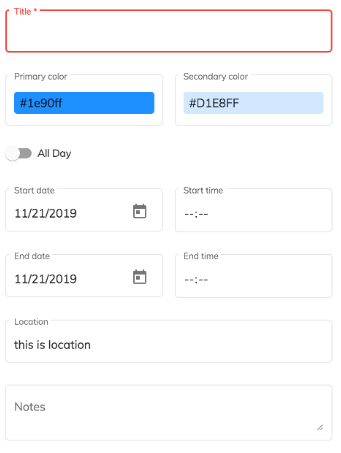 Title *
Primary color
Secondary color
#1e90ff
#D1E8FF
All Day
Start date
Start time
11/21/2019
--:--
End date
End time
11/21/2019
--:--
Location
this is location
Notes